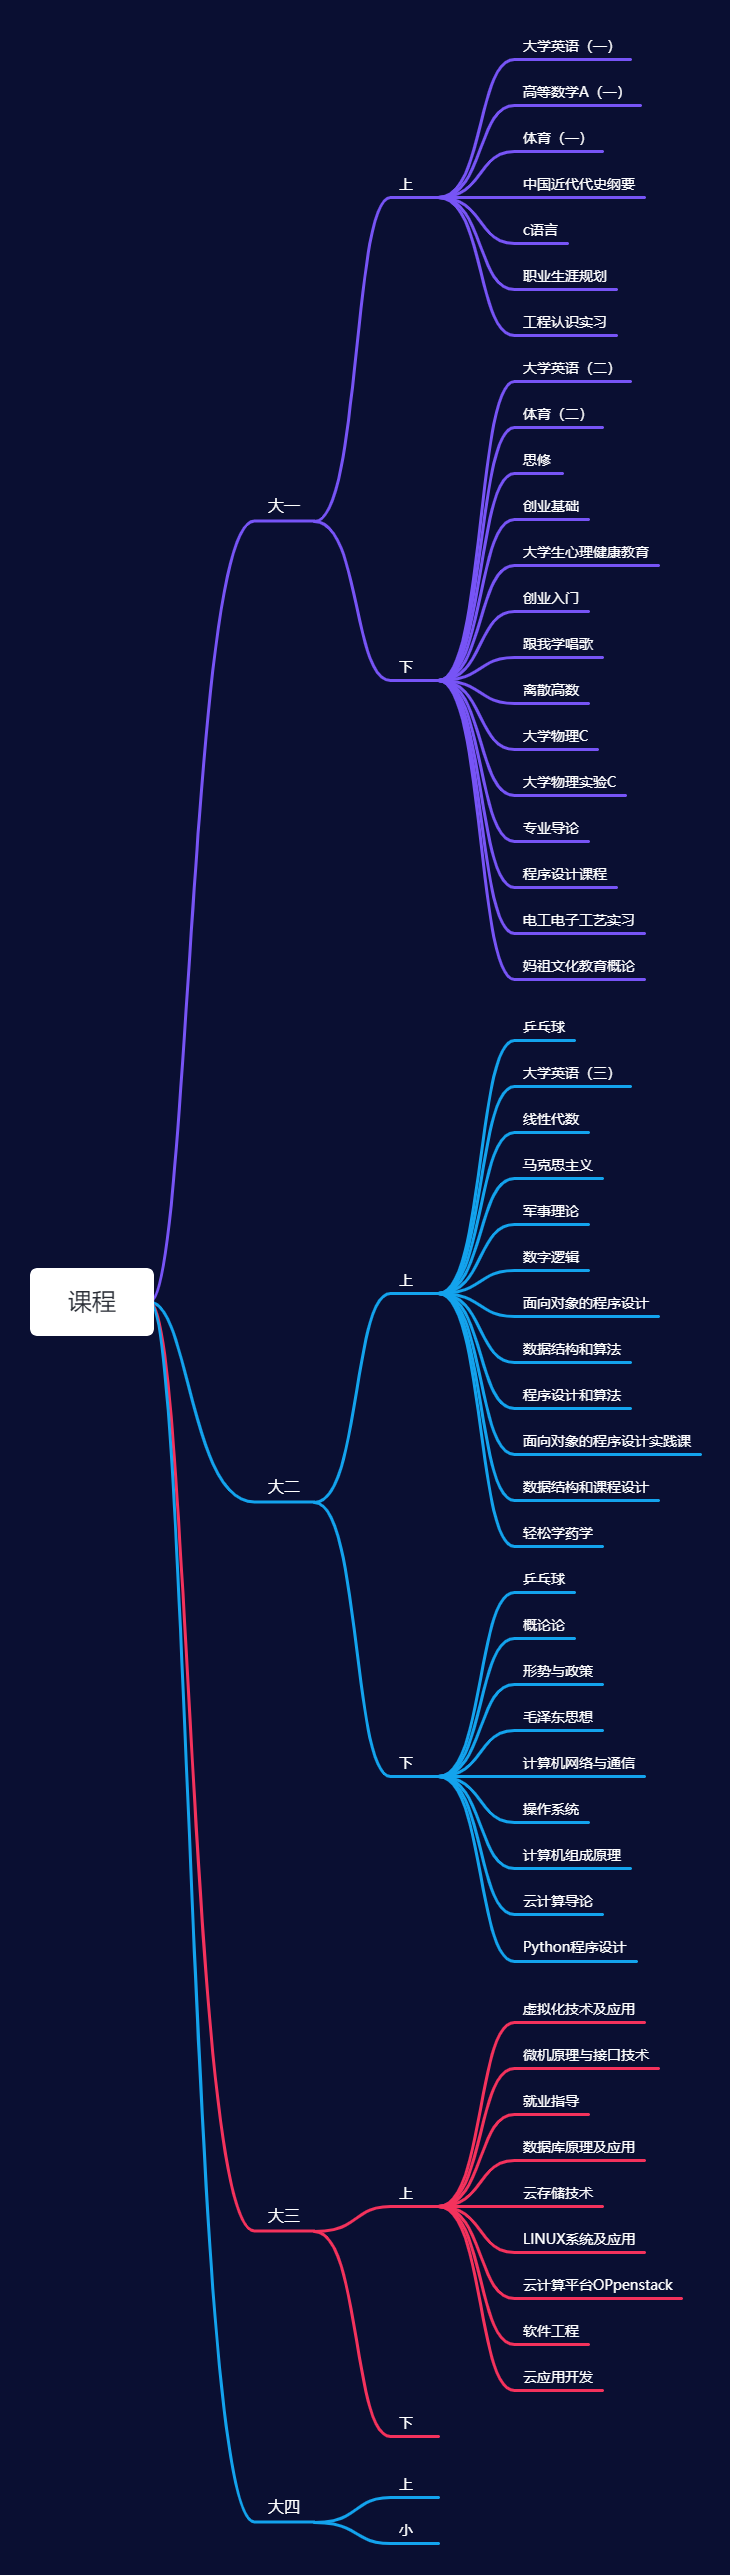 课程
大一
上
大学英语（一）
高等数学A（一）
体育（一）
中国近代代史纲要
c语言
职业生涯规划
工程认识实习
下
大学英语（二）
体育（二）
思修
创业基础
大学生心理健康教育
创业入门
跟我学唱歌
离散高数
大学物理C
大学物理实验C
专业导论
程序设计课程
电工电子工艺实习
妈祖文化教育概论
大二
上
乒乓球
大学英语（三）
线性代数
马克思主义
军事理论
数字逻辑
面向对象的程序设计
数据结构和算法
程序设计和算法
面向对象的程序设计实践课
数据结构和课程设计
轻松学药学
下
乒乓球
概论论
形势与政策
毛泽东思想
计算机网络与通信
操作系统
计算机组成原理
云计算导论
Python程序设计
大三
上
虚拟化技术及应用
微机原理与接口技术
就业指导
数据库原理及应用
云存储技术
LINUX系统及应用
云计算平台OPpenstack
软件工程
云应用开发
下
大四
上
小